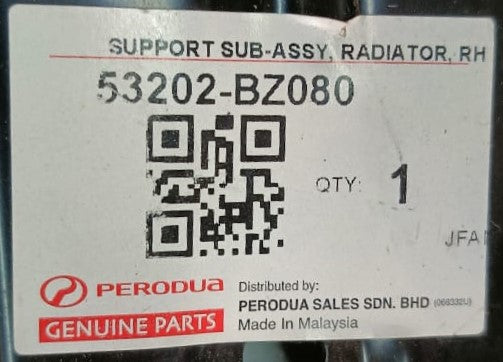 SUPPORT SUB-ASSY, RADIATOR, RH
53202-BZ080
QTY: 1
JFA
PERODUA
GENUINE PARTS
Distributed by:
PERODUA SALES SDN. BHD (066332U)
Made In Malaysia